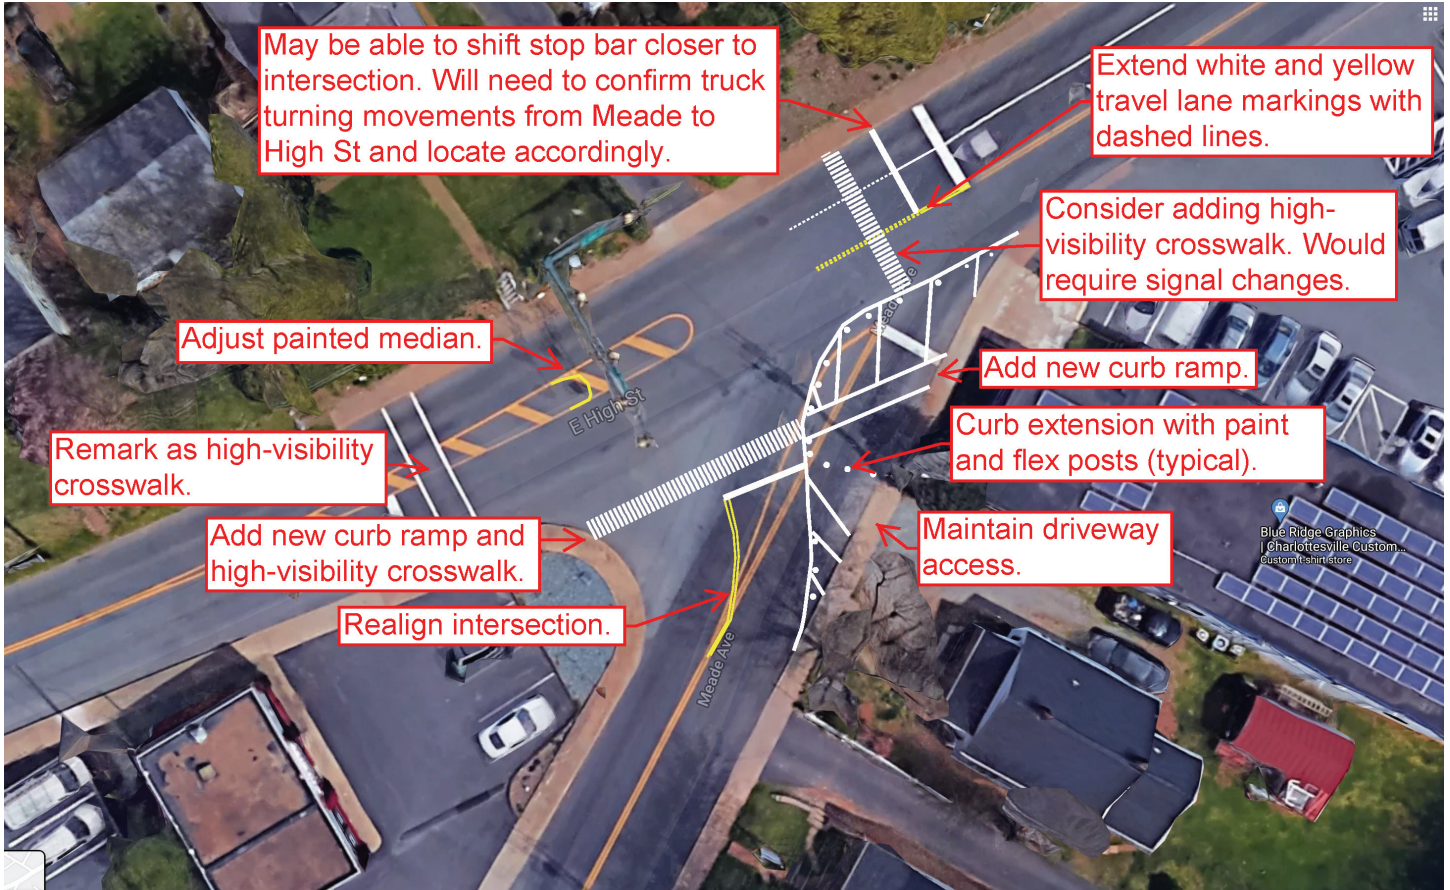 May be able to shift stop bar closer to
intersection. Will need to confirm truck
turning movements from Meade to
High St and locate accordingly.
Extend white and yellow
travel lane markings with
dashed lines.
Consider adding high-
visibility crosswalk. Would
require signal changes.
Adjust painted median.
Add new curb ramp.
E High St
Curb extension with paint
and flex posts (typical).
Remark as high-visibility
crosswalk.
Add new curb ramp and
high-visibility crosswalk.
Maintain driveway
access.
Blue Ridge Graphics
| Charlottesville Custom...
Custom t-shirt store
Realign intersection.
Meade Ave